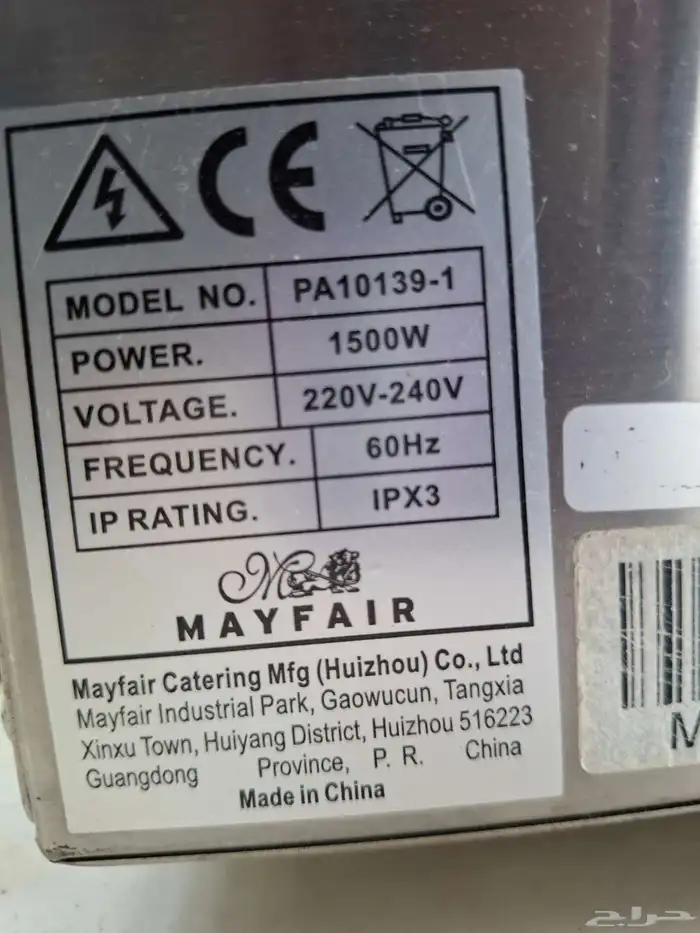 CE
MODEL NO. PA10139-1
POWER. 1500W
VOLTAGE. 220V-240V
FREQUENCY. 60Hz
IP RATING. IPX3
MAYFAIR
Mayfair Catering Mfg (Huizhou) Co., Ltd
Mayfair Industrial Park, Gaowucun, Tangxia
Xinxu Town, Huiyang District, Huizhou 516223
Guangdong Province, P. R. China
Made in China
M
حراج